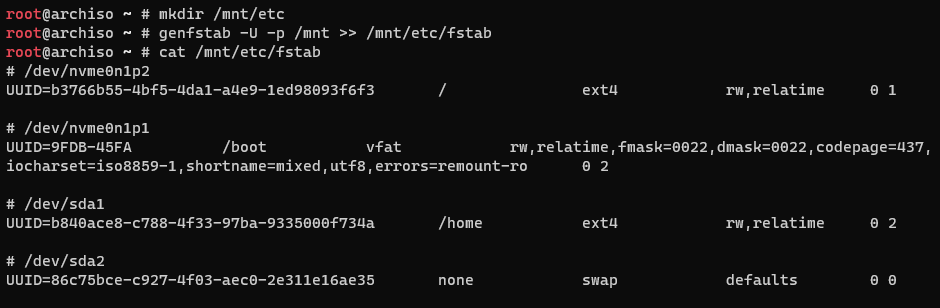 root@archiso ~ # mkdir /mnt/etc
root@archiso ~ # genfstab -U -p /mnt >> /mnt/etc/fstab
root@archiso ~ # cat /mnt/etc/fstab
# /dev/nvme0n1p2
UUID=b3766b55-4bf5-4da1-a4e9-1ed98093f6f3       /               ext4            rw,relatime     0 1
# /dev/nvme0n1p1
UUID=9FDB-45FA          /boot           vfat            rw,relatime,fmask=0022,dmask=0022,codepage=437,
iocharset=iso8859-1,shortname=mixed,utf8,errors=remount-ro      0 2
# /dev/sda1
UUID=b840ace8-c788-4f33-97ba-9335000f734a       /home           ext4            rw,relatime     0 2
# /dev/sda2
UUID=86c75bce-c927-4f03-aec0-2e311e16ae35       none            swap            defaults        0 0